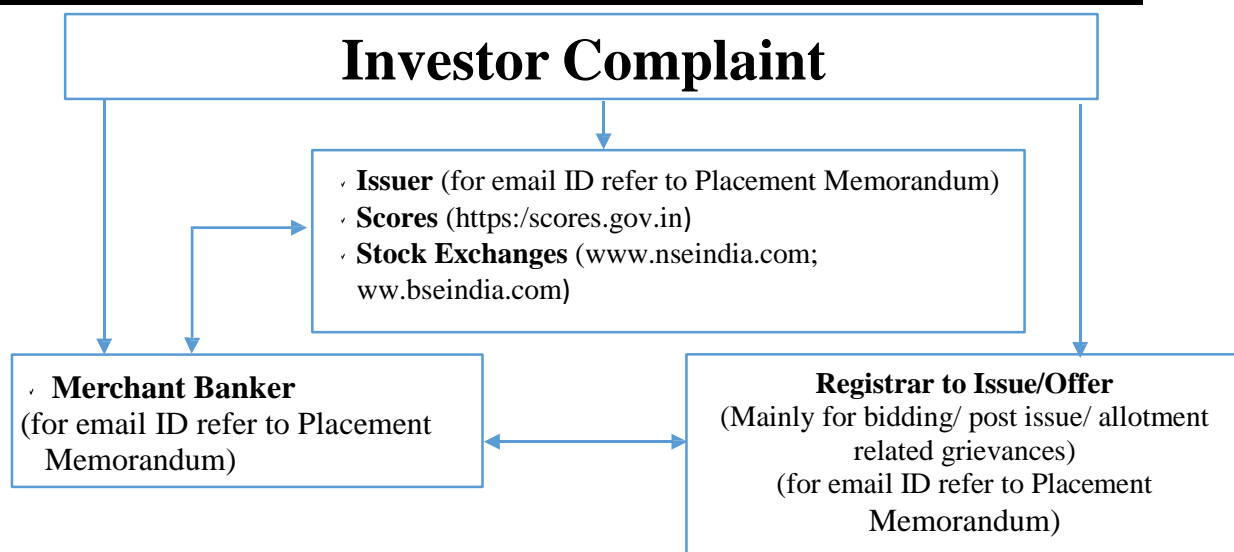 Investor Complaint
✓ Issuer (for email ID refer to Placement Memorandum)
✓ Scores (https:/scores.gov.in)
✓ Stock Exchanges (www.nseindia.com;
ww.bseindia.com)
✓ Merchant Banker
(for email ID refer to Placement
Memorandum)
Registrar to Issue/Offer
(Mainly for bidding/ post issue/ allotment
related grievances)
(for email ID refer to Placement
Memorandum)